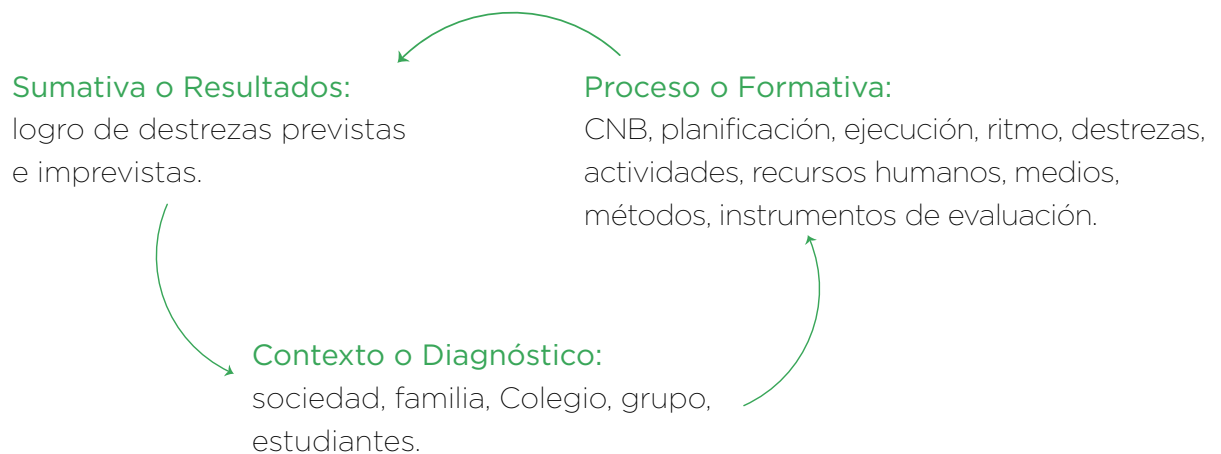 Sumativa o Resultados:
logro de destrezas previstas
e imprevistas.
Proceso o Formativa:
CNB, planificación, ejecución, ritmo, destrezas,
actividades, recursos humanos, medios,
métodos, instrumentos de evaluación.
Contexto o Diagnóstico:
sociedad, familia, Colegio, grupo,
estudiantes.